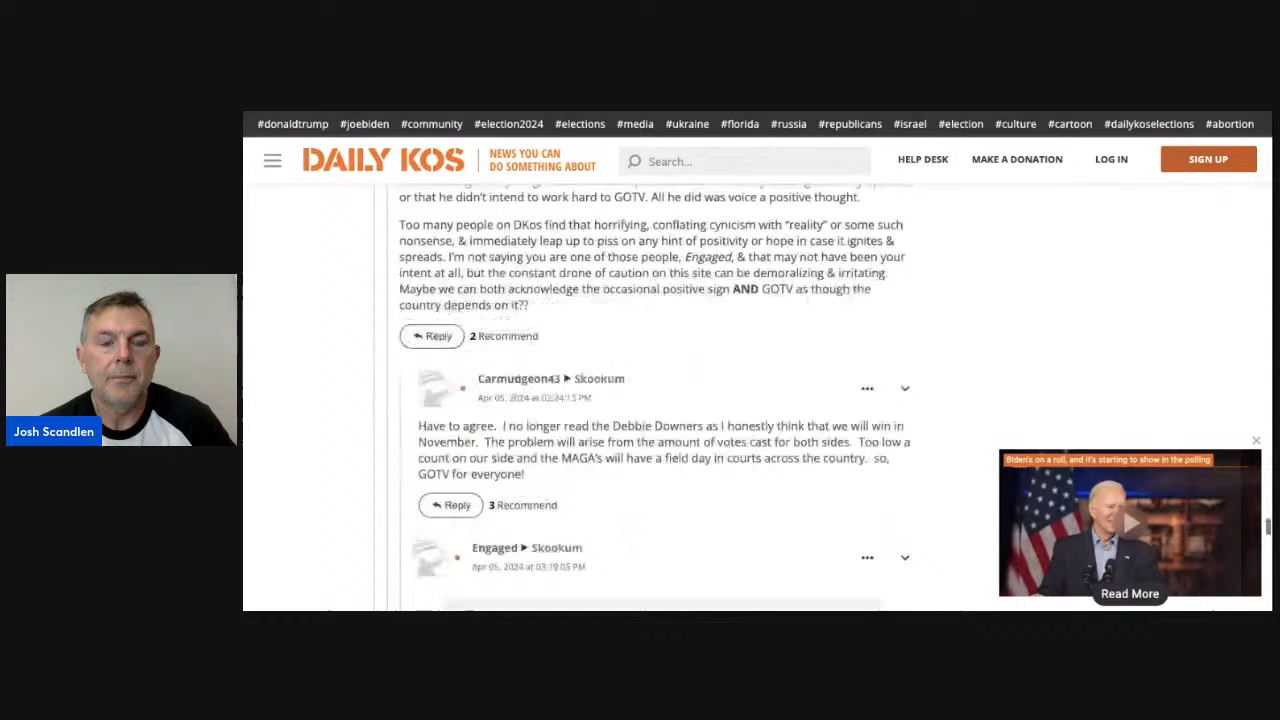 #donaldtrump #joebiden #community #election2024 #elections #media #ukraine #florida #russia #republicans #israel #election #culture #cartoon #dailykoselections #abortion
DAILY KOS
NEWS YOU CAN
DO SOMETHING ABOUT
Search...
HELP DESK
MAKE A DONATION
LOG IN
SIGN UP
or that he didn't intend to work hard to GOTV. All he did was voice a positive thought.
Too many people on DKos find that horrifying, conflating cynicism with “reality” or some such
nonsense, & immediately leap up to piss on any hint of positivity or hope in case it ignites &
spreads. I'm not saying you are one of those people, Engaged, & that may not have been your
intent at all, but the constant drone of caution on this site can be demoralizing & irritating.
Maybe we can both acknowledge the occasional positive sign AND GOTV as though the
country depends on it??
Reply 2 Recommend
Carmudgeon43 ▶ Skookum
Apr 05, 2024 at 02:24:15 PM
Have to agree. I no longer read the Debbie Downers as I honestly think that we will win in
November. The problem will arise from the amount of votes cast for both sides. Too low a
count on our side and the MAGA's will have a field day in courts across the country. so,
GOTV for everyone!
Reply 3 Recommend
Engaged ▶ Skookum
Apr 05, 2024 at 03:19:05 PM
Biden's on a roll, and it's starting to show in the polling
Read More
Josh Scandlen